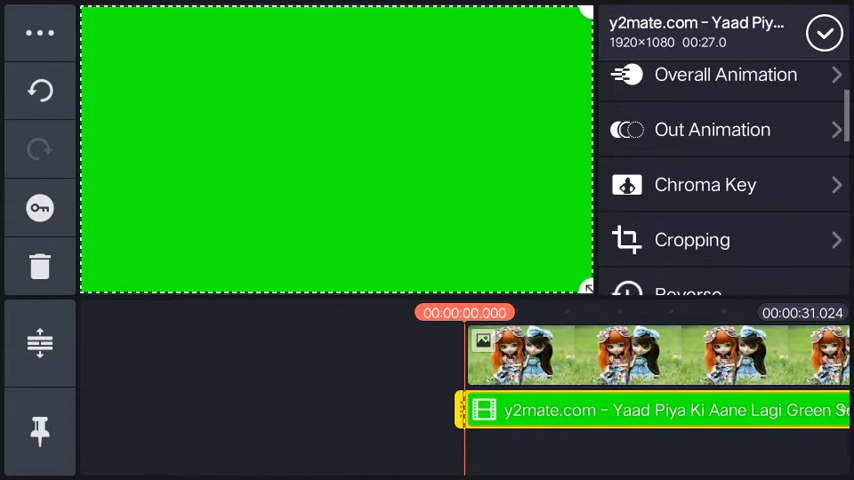 y2mate.com – Yaad Piy...
1920×1080 00:27.0
Overall Animation
Out Animation
Chroma Key
Cropping
Reverse
00:00:00.000
00:00:31.024
y2mate.com – Yaad Piya Ki Aane Lagi Green